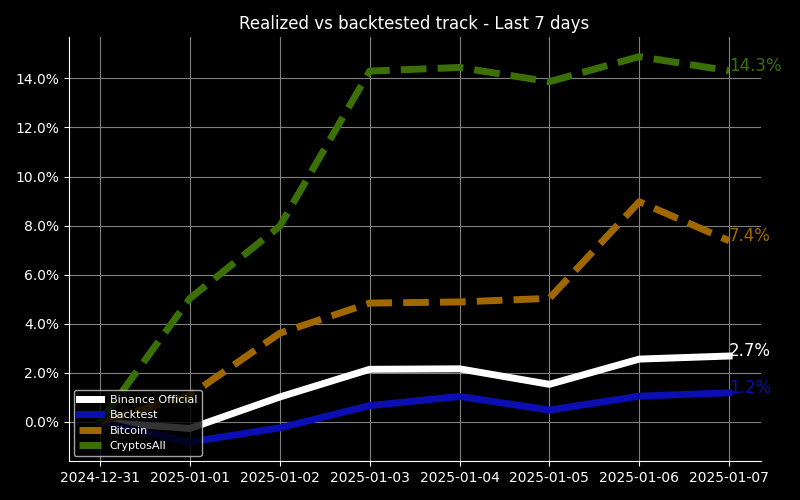 Realized vs backtested track - Last 7 days
14.0%
12.0%
10.0%
8.0%
6.0%
4.0%
2.0%
0.0%
14.3%
7.4%
2.7%
1.2%
Binance Official
Backtest
Bitcoin
CryptosAll
2024-12-31 2025-01-01 2025-01-02 2025-01-03 2025-01-04 2025-01-05 2025-01-06 2025-01-07